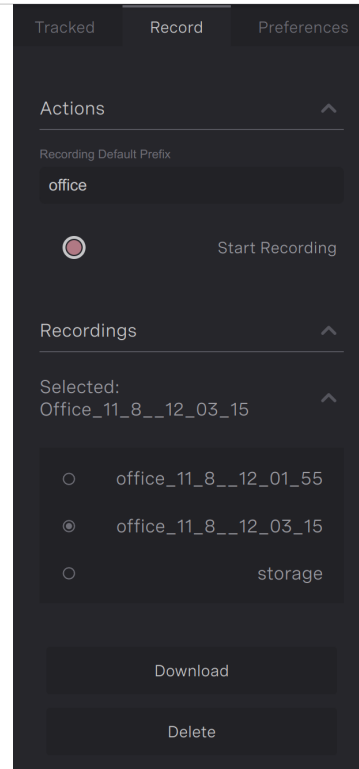 Tracked Record Preferences
Actions
Recording Default Prefix
office
Start Recording
Recordings
Selected:
Office_11_8__12_03_15
office_11_8__12_01_55
office_11_8__12_03_15
storage
Download
Delete